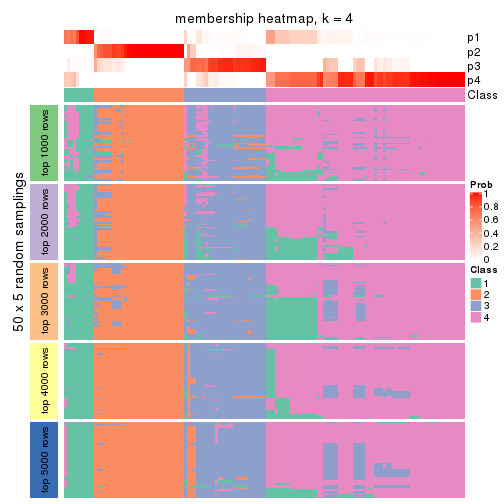 membership heatmap, k = 4
p1
p2
p3
p4
Class
50 x 5 random samplings
top 1000 rows
top 2000 rows
top 3000 rows
top 4000 rows
top 5000 rows
Prob
1
0.8
0.6
0.4
0.2
0
Class
1
2
3
4